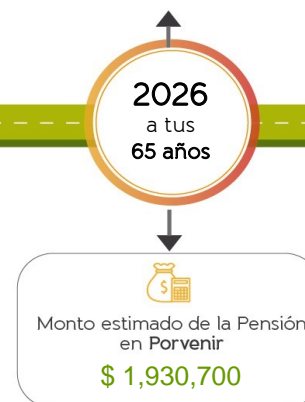 2026
a tus
65 años
Monto estimado de la Pensión
en Porvenir
$ 1,930,700